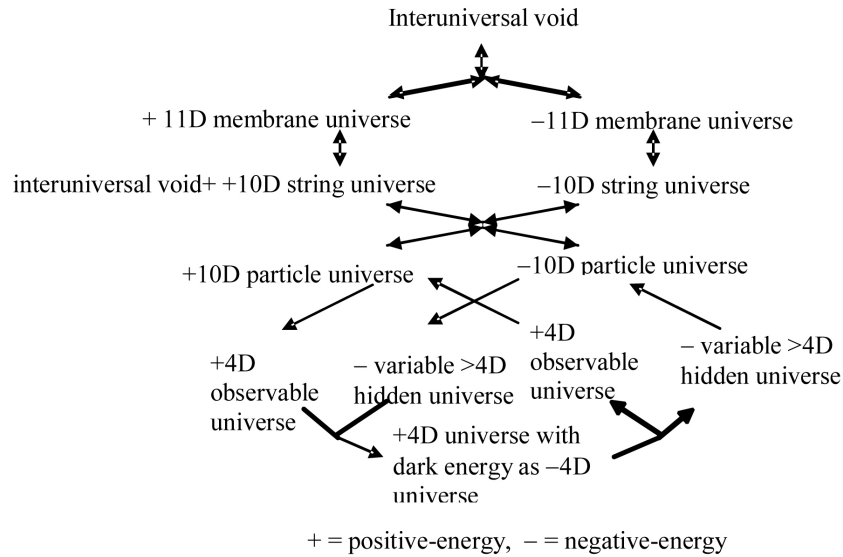 Interuniversal void
+ 11D membrane universe
–11D membrane universe
interuniversal void+ +10D string universe
–10D string universe
+10D particle universe
–10D particle universe
+4D
observable
universe
– variable >4D
hidden universe
+4D
observable
universe
– variable >4D
hidden universe
+4D universe with
dark energy as –4D
universe
+ = positive-energy, – = negative-energy